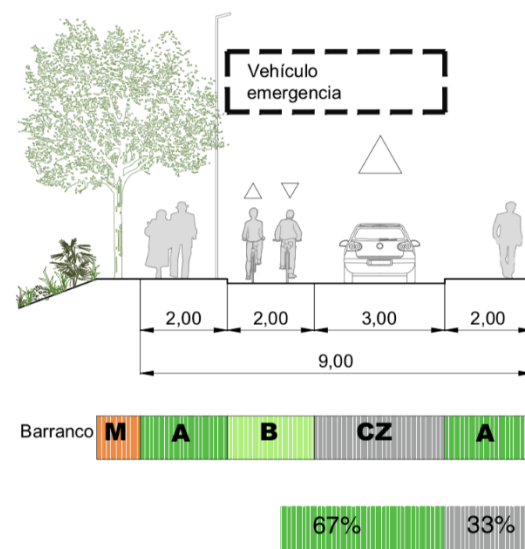 Vehículo
emergencia
2,00 2,00 3,00 2,00
9,00
Barranco M A B CZ A
67% 33%